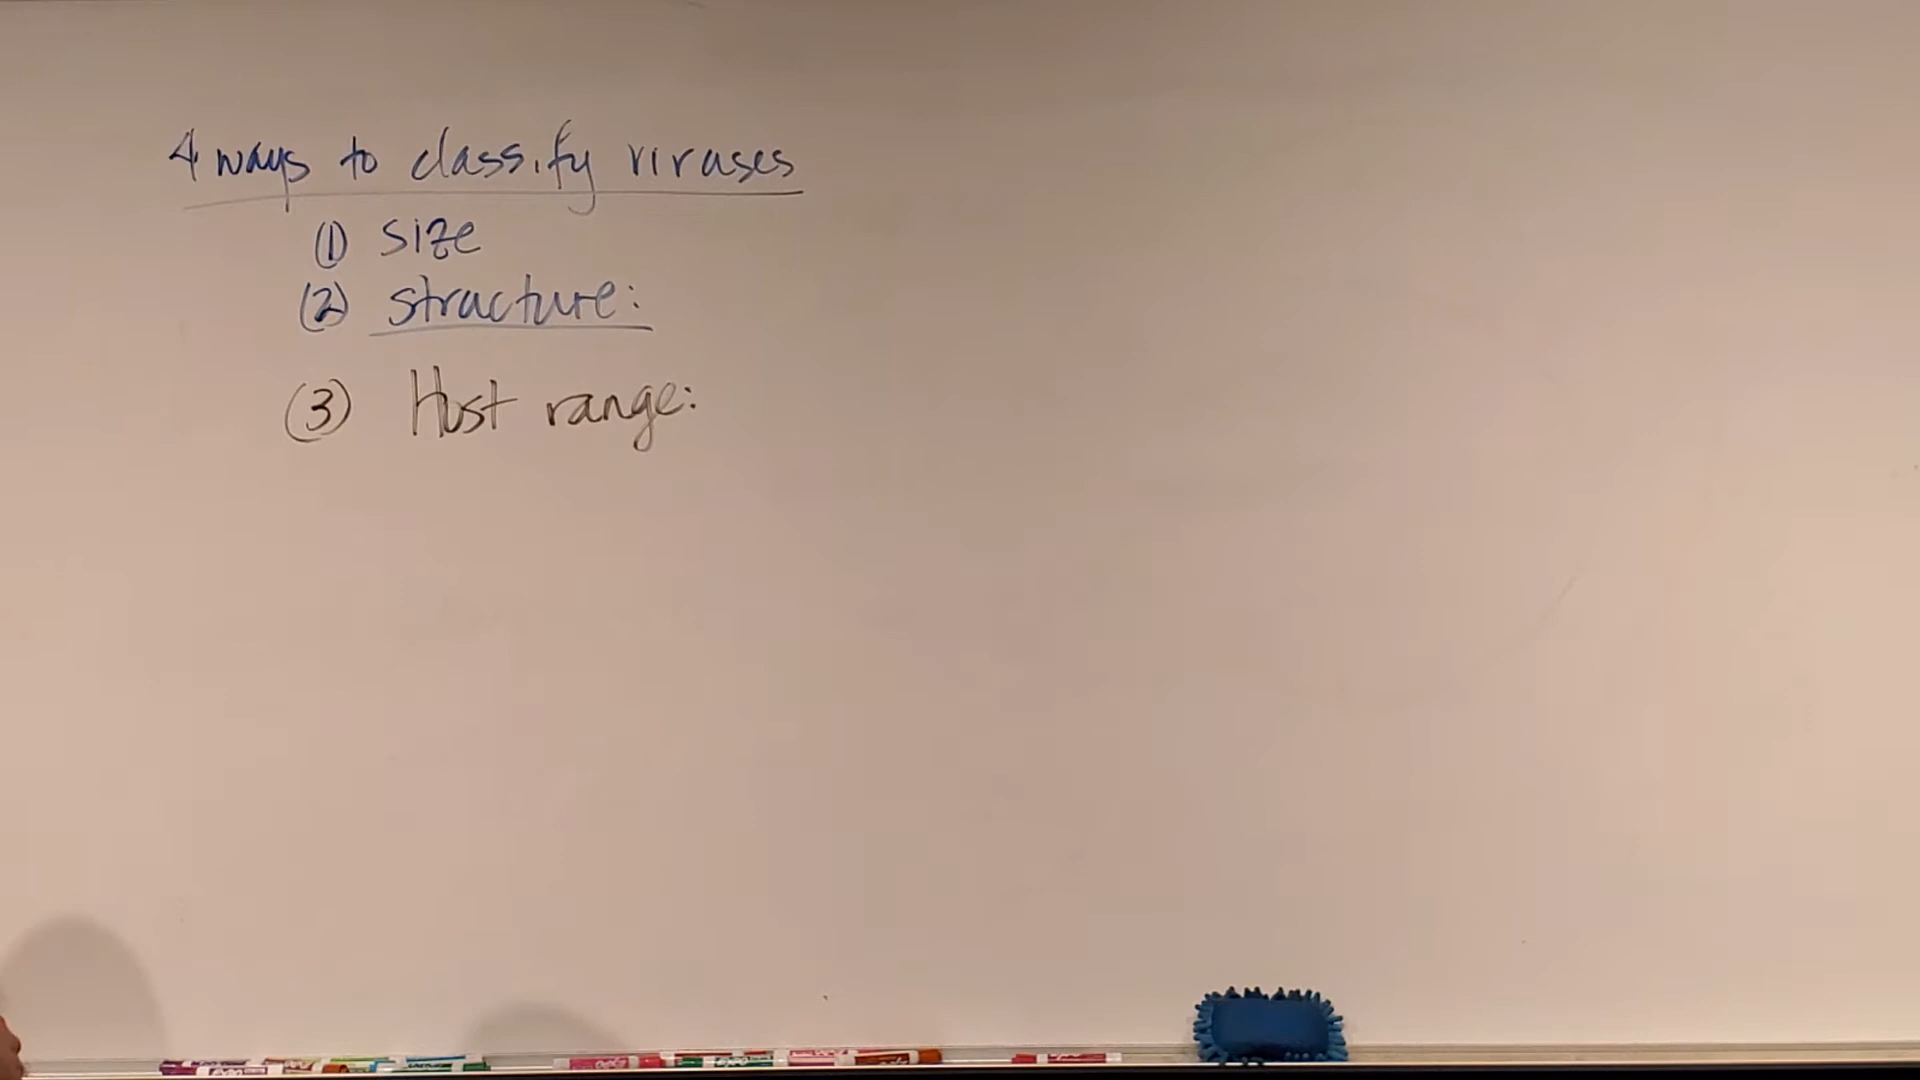 4 ways to classify viruses
(1) size
(2) structure:
(3) Host range: